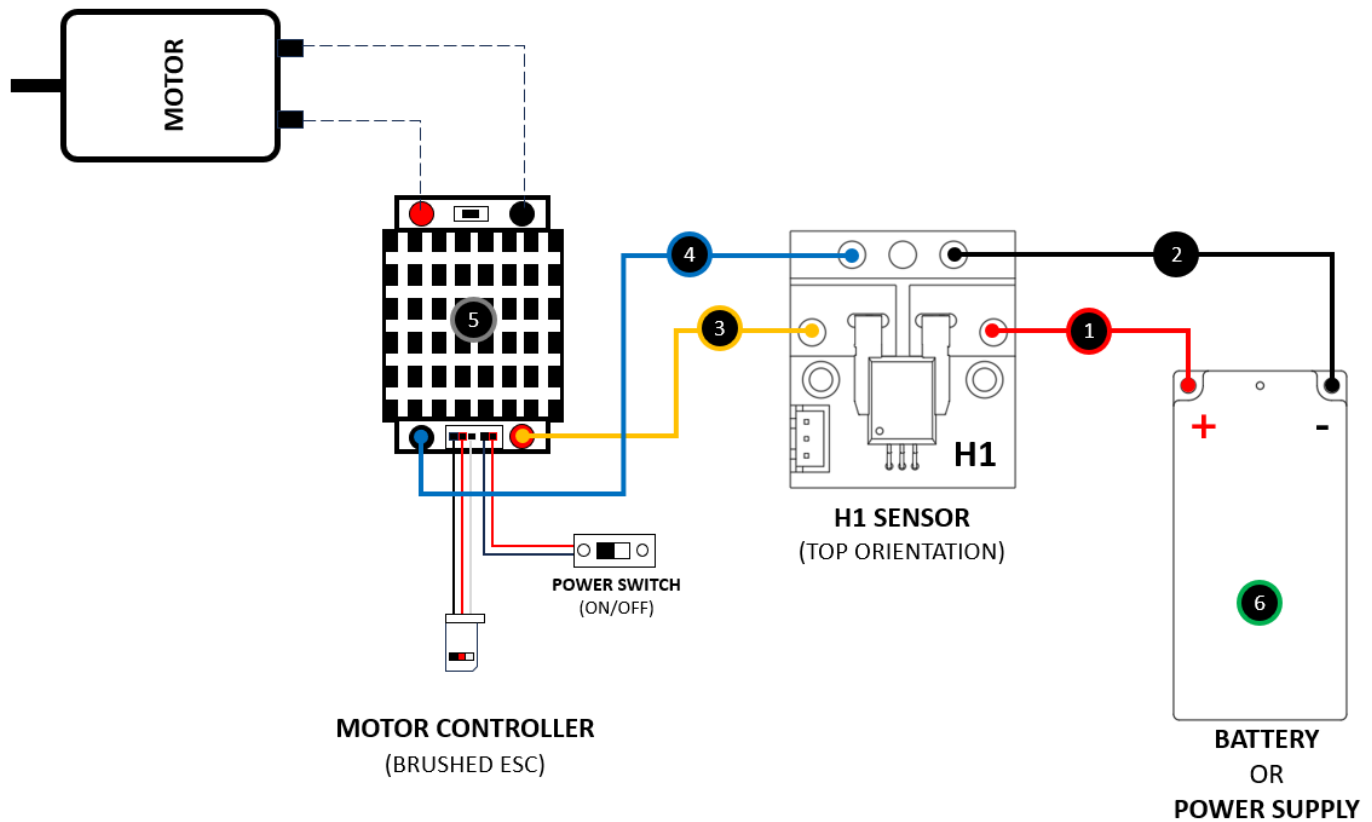 MOTOR
4
2
5
3
1
+
-
H1
H1 SENSOR
(TOP ORIENTATION)
POWER SWITCH
(ON/OFF)
6
MOTOR CONTROLLER
(BRUSHED ESC)
BATTERY
OR
POWER SUPPLY